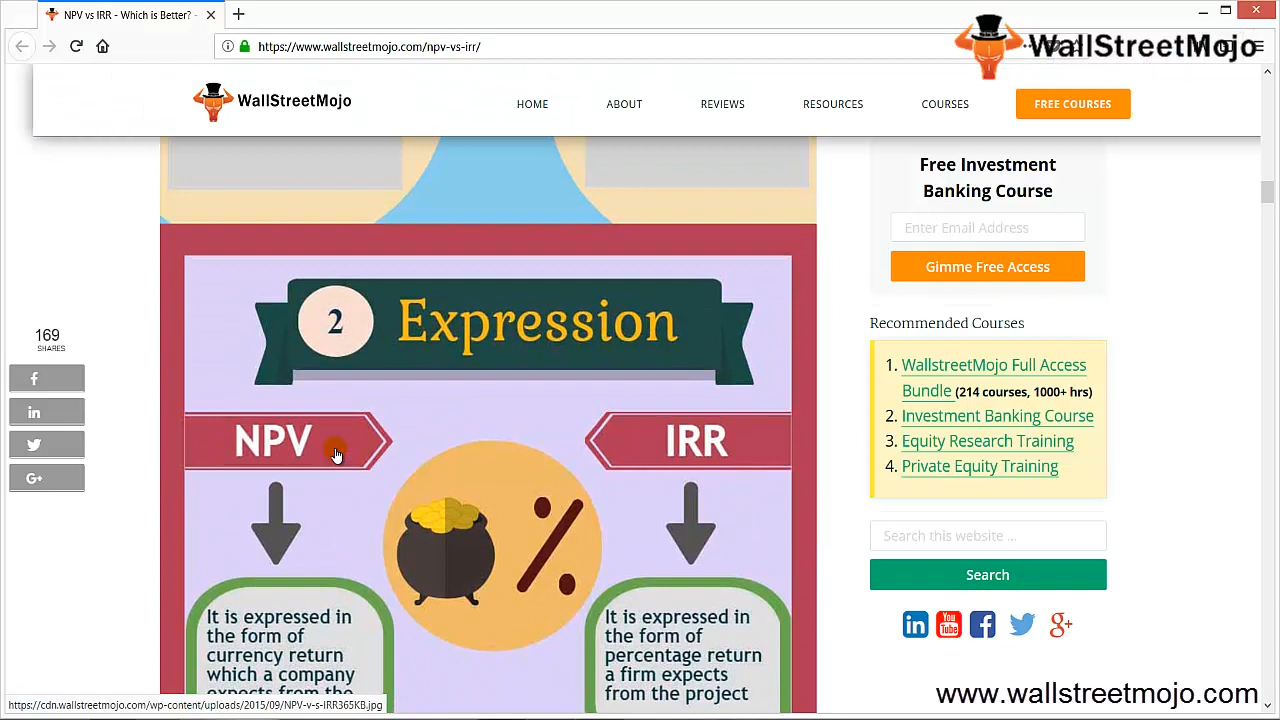 NPV vs IRR - Which is Better? -
https://www.wallstreetmojo.com/npv-vs-irr/
WallStreetMojo
WallStreetMojo
HOME
ABOUT
REVIEWS
RESOURCES
COURSES
FREE COURSES
Free Investment
Banking Course
Enter Email Address
Gimme Free Access
2 Expression
Recommended Courses
169
SHARES
1. WallstreetMojo Full Access
Bundle (214 courses, 1000+ hrs)
2. Investment Banking Course
3. Equity Research Training
4. Private Equity Training
NPV
IRR
Search this website ...
Search
It is expressed in
the form of
currency return
which a company
expects from the
It is expressed in
the form of
percentage return
a firm expects
from the project
https://cdn.wallstreetmojo.com/wp-content/uploads/2015/09/NPV-v-s-IRR365KB.jpg
www.wallstreetmojo.com